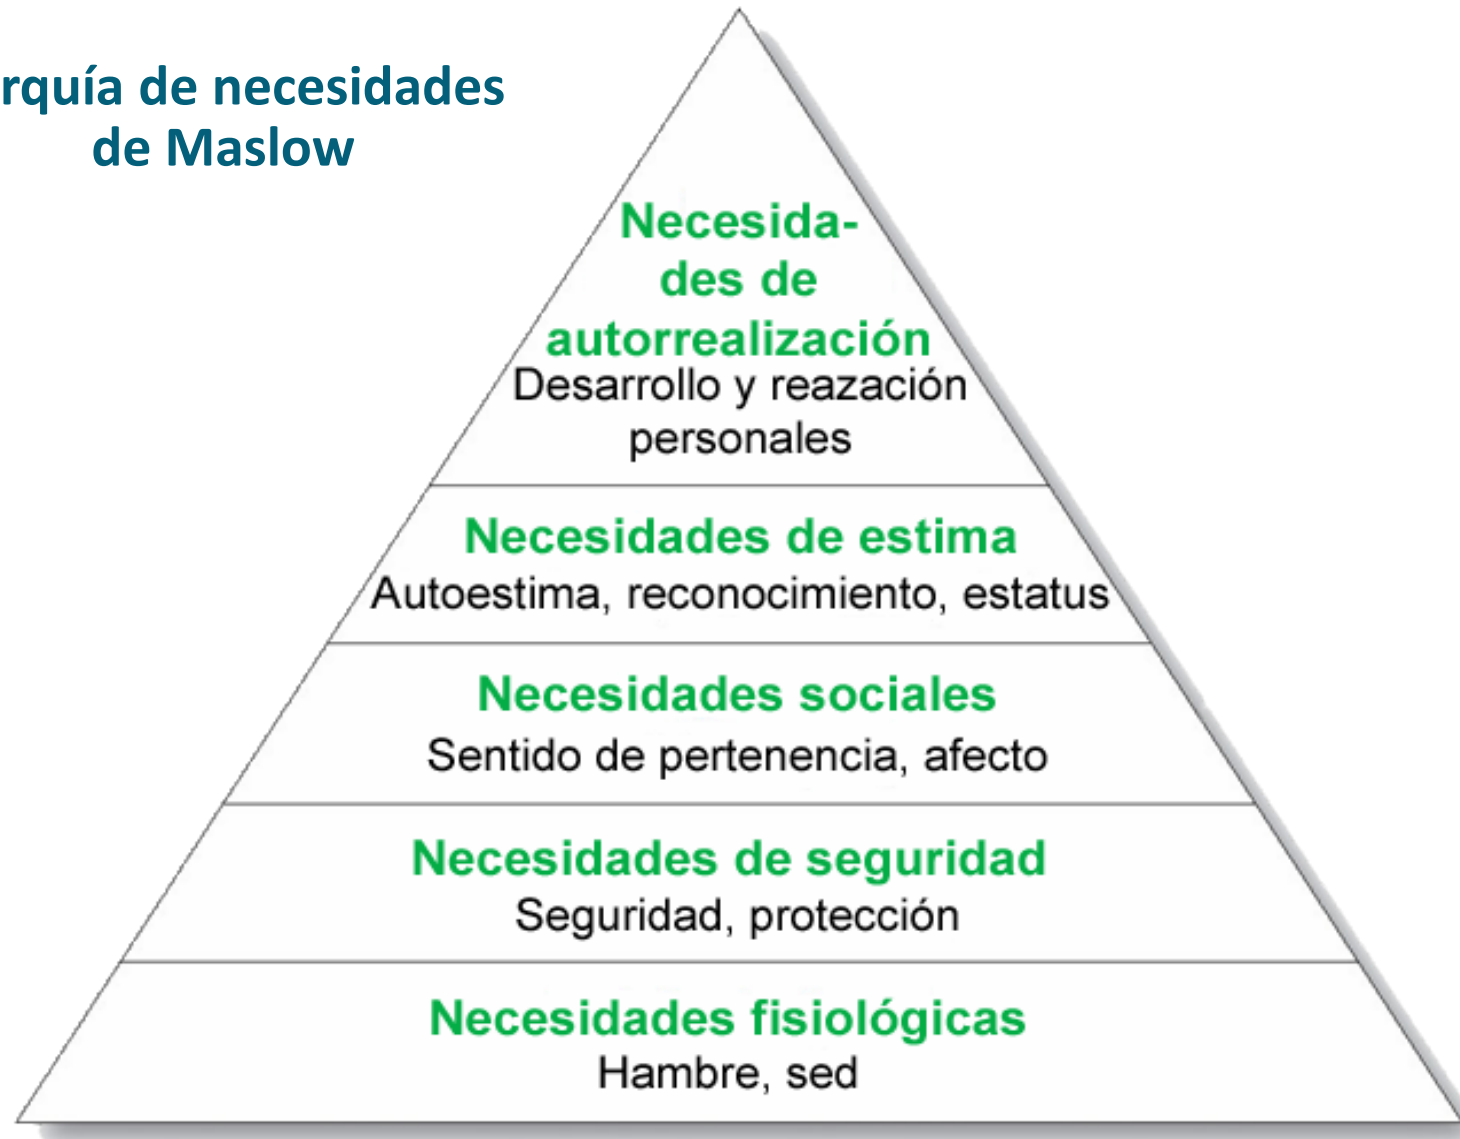 rquía de necesidades
de Maslow
Necesida-
des de
autorrealización
Desarrollo y reazación
personales
Necesidades de estima
Autoestima, reconocimiento, estatus
Necesidades sociales
Sentido de pertenencia, afecto
Necesidades de seguridad
Seguridad, protección
Necesidades fisiológicas
Hambre, sed